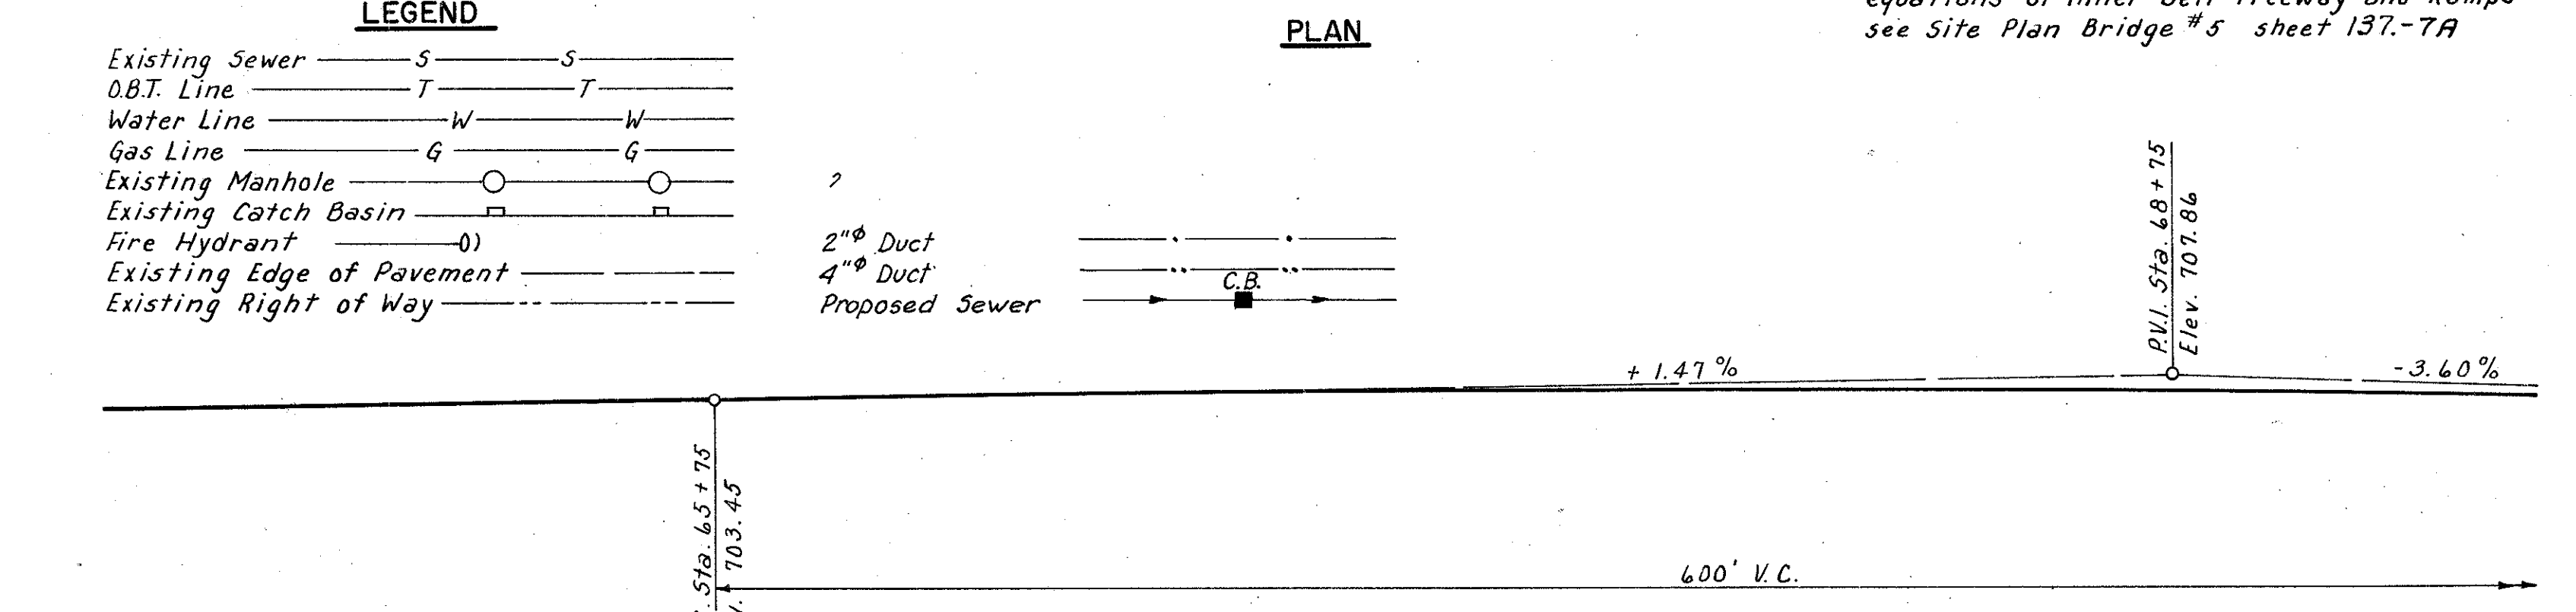 LEGEND
Existing Sewer S S
O.B.T. Line T T
Water Line W W
Gas Line G G
Existing Manhole
Existing Catch Basin
Fire Hydrant
Existing Edge of Pavement
Existing Right of Way
2"φ Duct
4"φ Duct
C.B.
Proposed Sewer
PLAN
see Site Plan Bridge #5 sheet 137.-7A
+ 1.47 %
P.V.I. Sta. 68 + 75
Elev. 707.86
-3.60 %
Sta. 65 + 75
703.45
600' V.C.